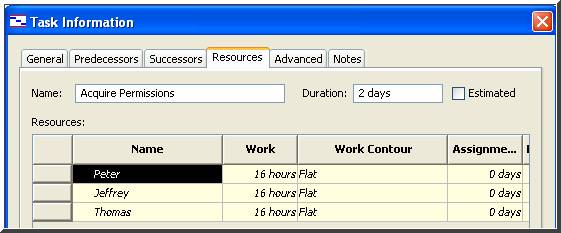 Task Information
General Predecessors Successors Resources Advanced Notes
Name: Acquire Permissions Duration: 2 days Estimated
Resources:
Name Work Work Contour Assignme...
Peter 16 hours Flat 0 days
Jeffrey 16 hours Flat 0 days
Thomas 16 hours Flat 0 days